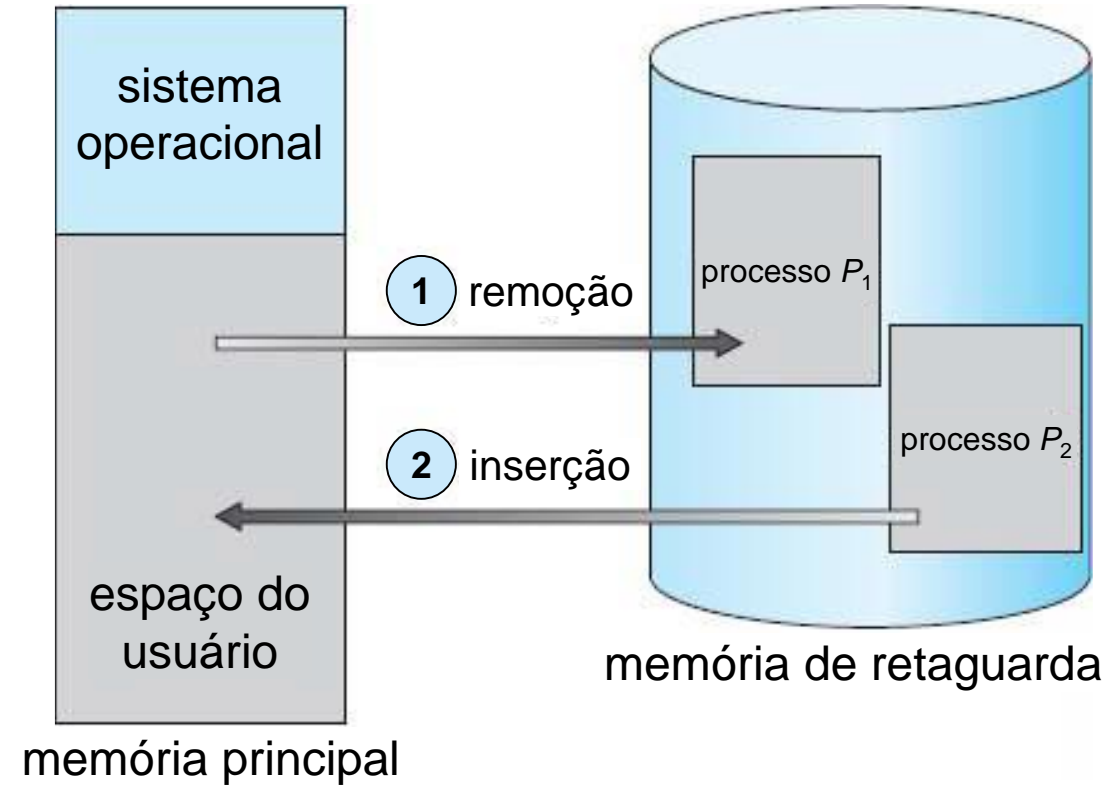 sistema
operacional
processo P₁
1 remoção
processo P₂
2 inserção
espaço do
usuário
memória de retaguarda
memória principal